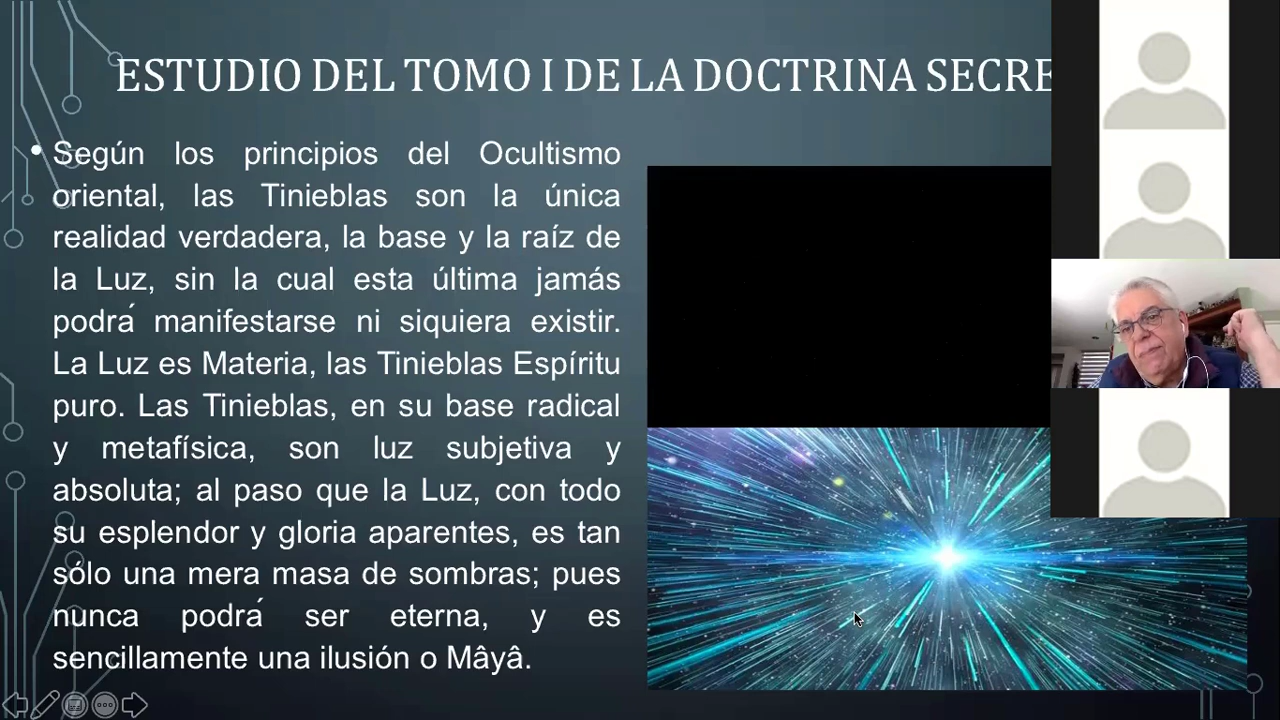 ESTUDIO DEL TOMO I DE LA DOCTRINA SECRE
• Según los principios del Ocultismo
oriental, las Tinieblas son la única
realidad verdadera, la base y la raíz de
la Luz, sin la cual esta última jamás
podrá manifestarse ni siquiera existir.
La Luz es Materia, las Tinieblas Espíritu
puro. Las Tinieblas, en su base radical
y metafísica, son luz subjetiva y
absoluta; al paso que la Luz, con todo
su esplendor y gloria aparentes, es tan
sólo una mera masa de sombras; pues
nunca podrá ser eterna, y es
sencillamente una ilusión o Mâyâ.